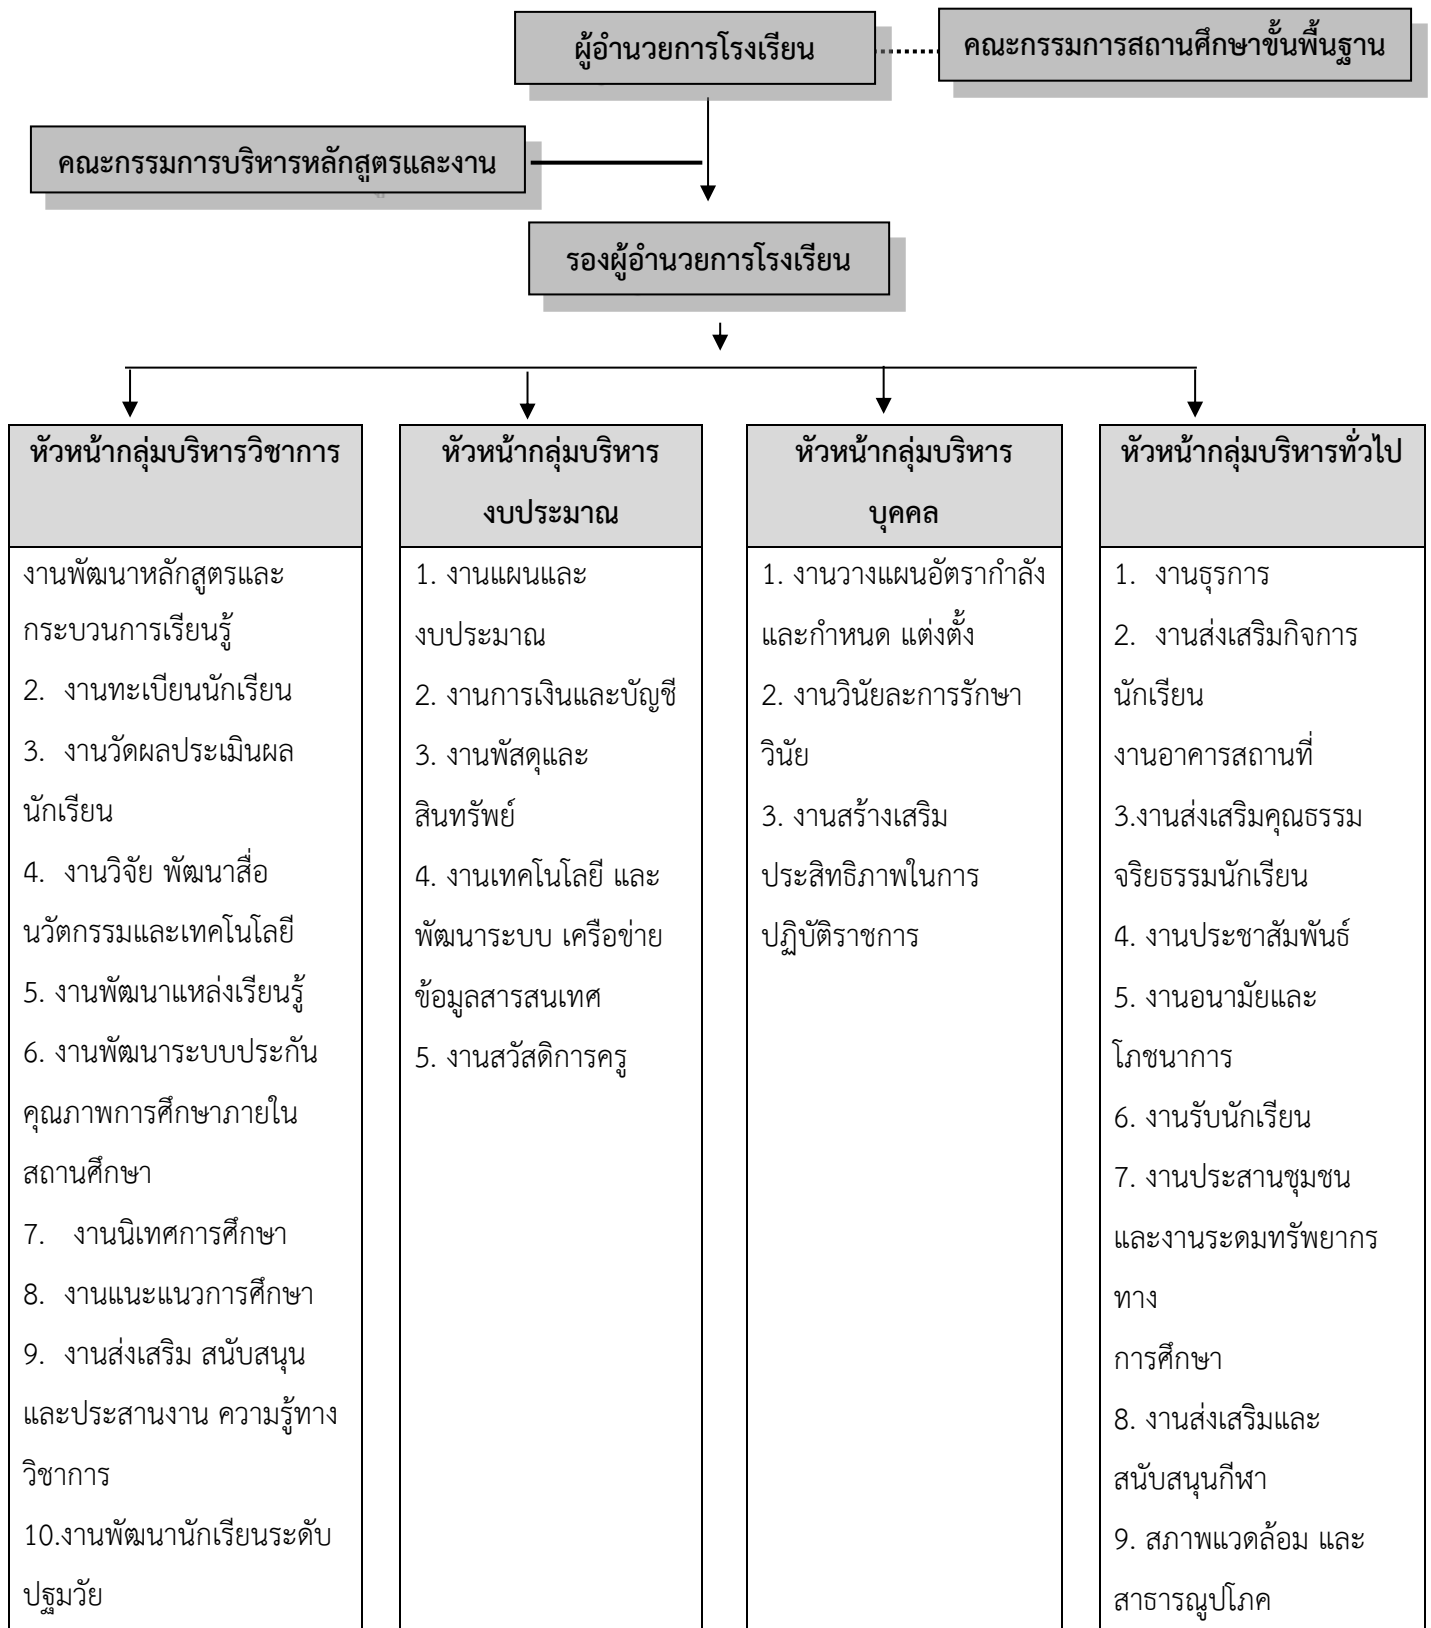 ผู้อำนวยการโรงเรียน
คณะกรรมการสถานศึกษาขั้นพื้นฐาน
คณะกรรมการบริหารหลักสูตรและงาน
รองผู้อำนวยการโรงเรียน
หัวหน้ากลุ่มบริหารวิชาการ
งานพัฒนาหลักสูตรและ
กระบวนการเรียนรู้
2. งานทะเบียนนักเรียน
3. งานวัดผลประเมินผล
นักเรียน
4. งานวิจัย พัฒนาสื่อ
นวัตกรรมและเทคโนโลยี
5. งานพัฒนาแหล่งเรียนรู้
6. งานพัฒนาระบบประกัน
คุณภาพการศึกษาภายใน
สถานศึกษา
7. งานนิเทศการศึกษา
8. งานแนะแนวการศึกษา
9. งานส่งเสริม สนับสนุน
และประสานงาน ความรู้ทาง
วิชาการ
10.งานพัฒนานักเรียนระดับ
ปฐมวัย
หัวหน้ากลุ่มบริหาร
งบประมาณ
1. งานแผนและ
งบประมาณ
2. งานการเงินและบัญชี
3. งานพัสดุและ
สินทรัพย์
4. งานเทคโนโลยี และ
พัฒนาระบบ เครือข่าย
ข้อมูลสารสนเทศ
5. งานสวัสดิการครู
หัวหน้ากลุ่มบริหาร
บุคคล
1. งานวางแผนอัตรากำลัง
และกำหนด แต่งตั้ง
2. งานวินัยละการรักษา
วินัย
3. งานสร้างเสริม
ประสิทธิภาพในการ
ปฏิบัติราชการ
หัวหน้ากลุ่มบริหารทั่วไป
1. งานธุรการ
2. งานส่งเสริมกิจการ
นักเรียน
งานอาคารสถานที่
3.งานส่งเสริมคุณธรรม
จริยธรรมนักเรียน
4. งานประชาสัมพันธ์
5. งานอนามัยและ
โภชนาการ
6. งานรับนักเรียน
7. งานประสานชุมชน
และงานระดมทรัพยากร
ทาง
การศึกษา
8. งานส่งเสริมและ
สนับสนุนกีฬา
9. สภาพแวดล้อม และ
สาธารณูปโภค